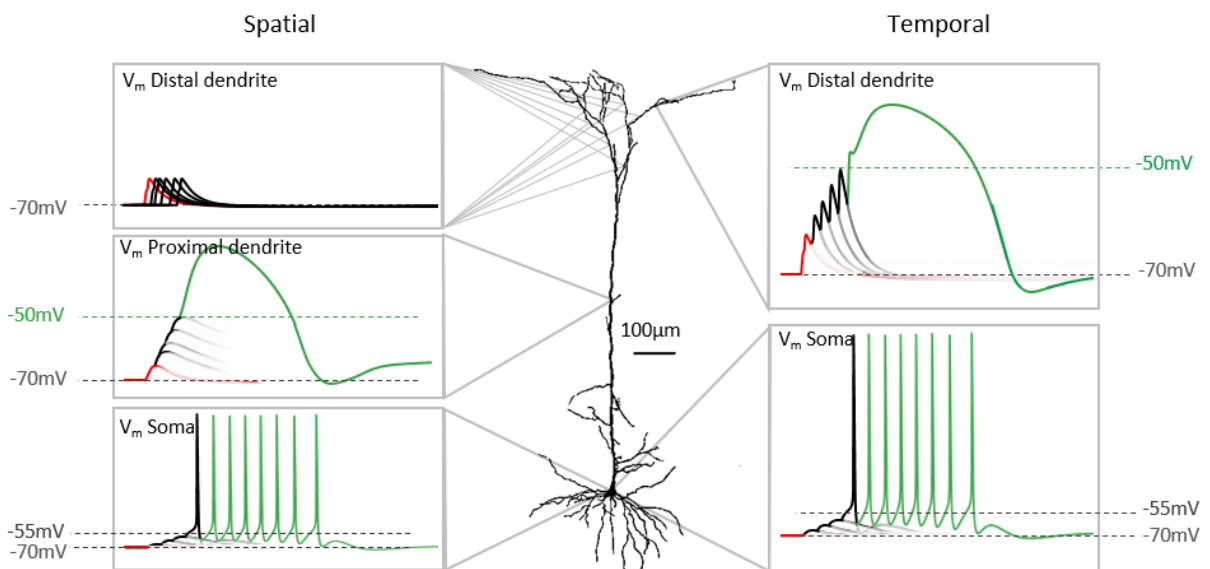 Spatial
Temporal
Vm Distal dendrite
-70mV
Vm Proximal dendrite
-50mV
-70mV
Vm Soma
-55mV
-70mV
100μm
Vm Distal dendrite
-50mV
-70mV
Vm Soma
-55mV
-70mV